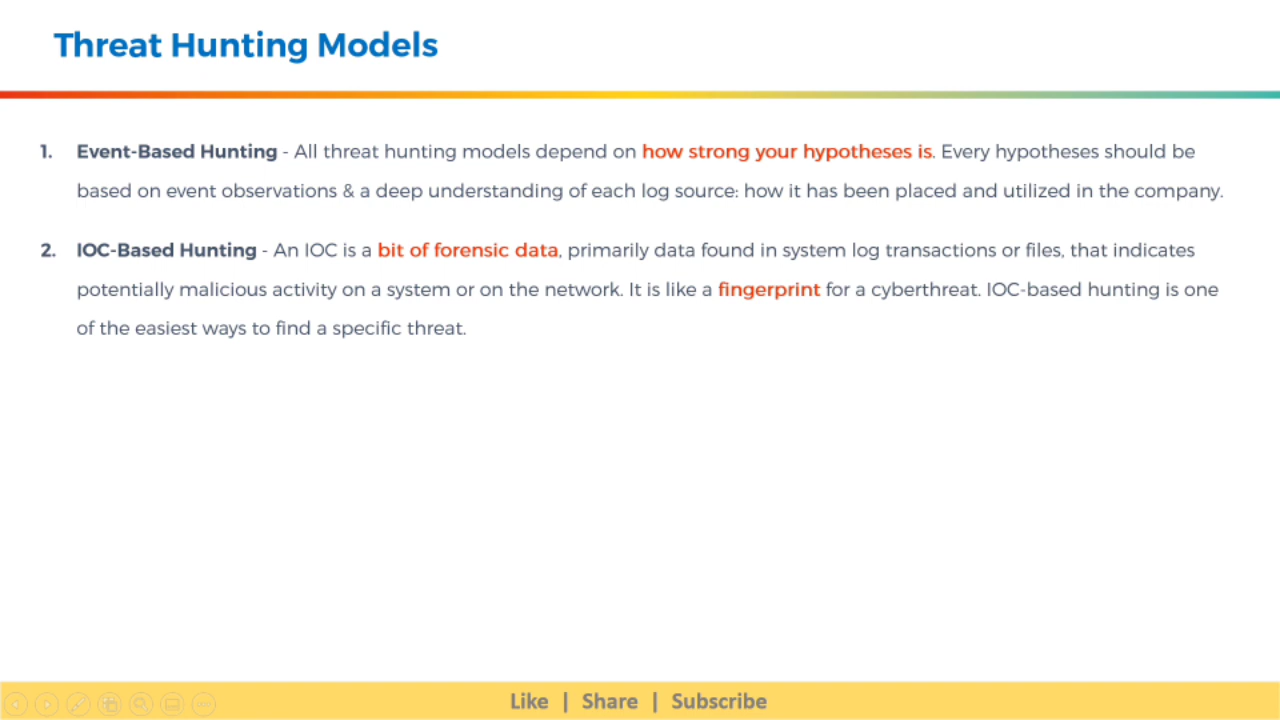 Threat Hunting Models
1. Event-Based Hunting - All threat hunting models depend on how strong your hypotheses is. Every hypotheses should be
based on event observations & a deep understanding of each log source: how it has been placed and utilized in the company.
2. IOC-Based Hunting - An IOC is a bit of forensic data, primarily data found in system log transactions or files, that indicates
potentially malicious activity on a system or on the network. It is like a fingerprint for a cyberthreat. IOC-based hunting is one
of the easiest ways to find a specific threat.
Like | Share | Subscribe